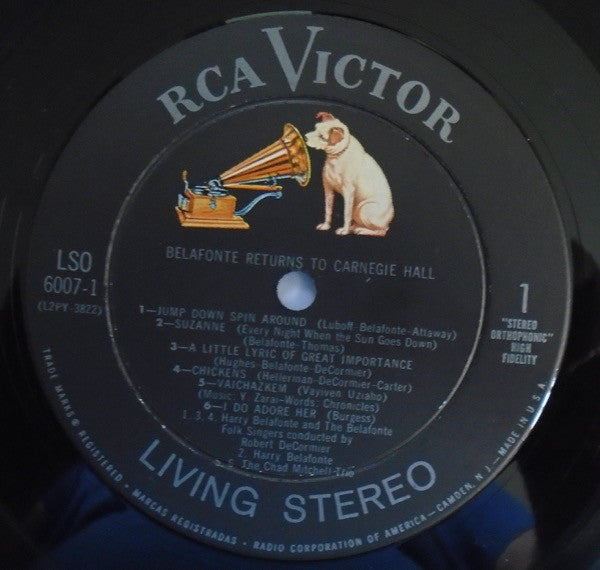 RCA VICTOR
BELAFONTE RETURNS TO CARNEGIE HALL
LSO
6007-1
(L2PY-3822)
1
"STEREO
ORTHOPHONIC"
HIGH
FIDELITY
1—JUMP DOWN SPIN AROUND (Luboff-Belafonte-Attaway)
2—SUZANNE (Every Night When the Sun Goes Down)
(Belafonte-Thomas)
3—A LITTLE LYRIC OF GREAT IMPORTANCE
(Hughes-Belafonte-DeCormier)
4—CHICKENS (Hellerman-DeCormier-Carter)
5—VAICHAZKEM (Vayiven Uziaho)
(Music: Y. Zarai—Words: Chronicles)
6—I DO ADORE HER (Burgess)
1. 3. 4. Harry Belafonte and The Belafonte
Folk Singers conducted by
Robert DeCormier
2. Harry Belafonte
5. The Chad Mitchell Trio
LIVING STEREO
TRADE MARKS ® REGISTERED • MARCAS REGISTRADAS • RADIO CORPORATION OF AMERICA—CAMDEN, N.J.—MADE IN U.S.A.